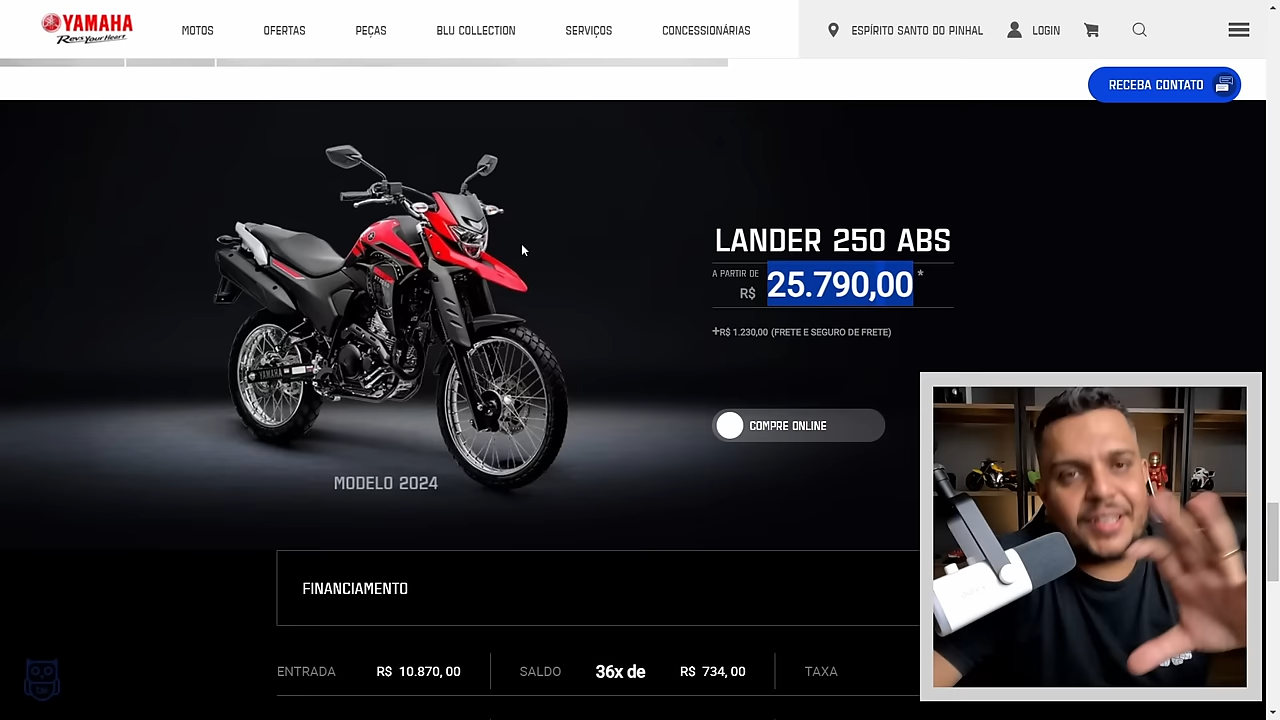 YAMAHA
Revs Your Heart
MOTOS
OFERTAS
PEÇAS
BLU COLLECTION
SERVIÇOS
CONCESSIONÁRIAS
ESPÍRITO SANTO DO PINHAL
LOGIN
RECEBA CONTATO
LANDER 250 ABS
A PARTIR DE
R$ 25.790,00 *
+R$ 1.230,00 (FRETE E SEGURO DE FRETE)
COMPRE ONLINE
YAMAHA
MODELO 2024
FINANCIAMENTO
ENTRADA R$ 10.870,00 SALDO 36x de R$ 734,00 TAXA